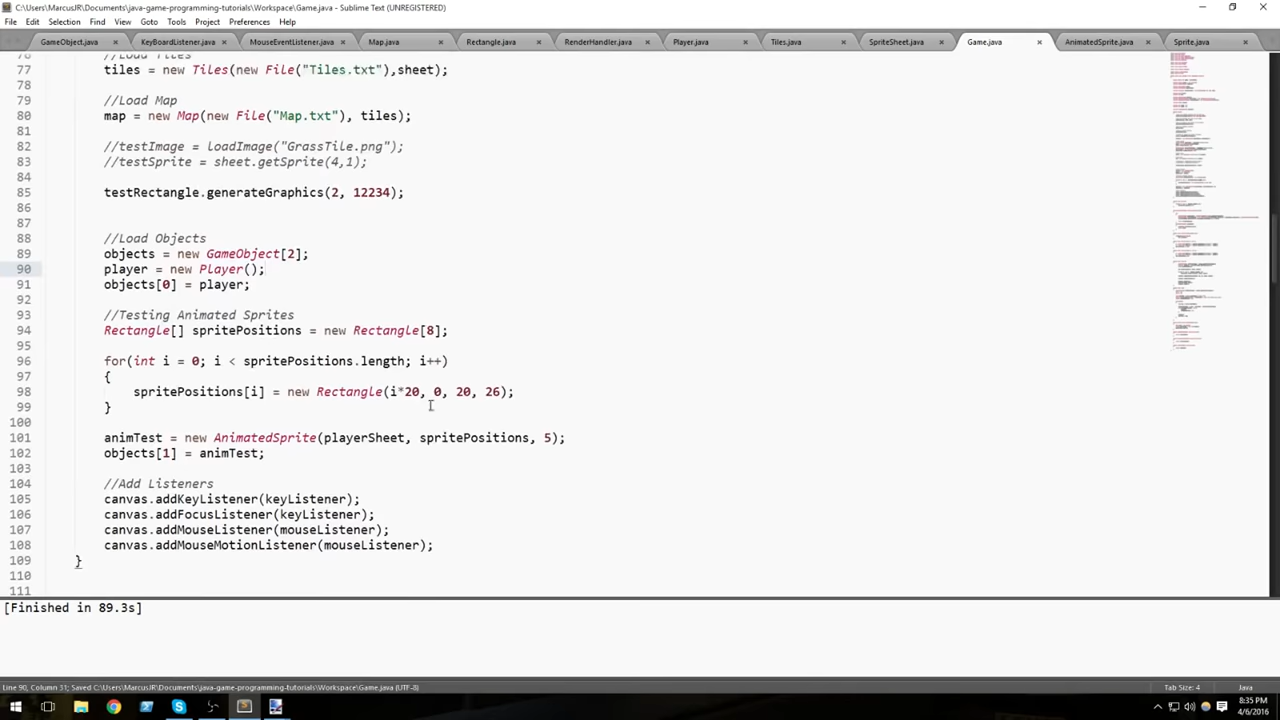 C:\Users\MarcusJR\Documents\java-game-programming-tutorials\Workspace\Game.java - Sublime Text (UNREGISTERED)
File Edit Selection Find View Goto Tools Project Preferences Help
GameObject.java KeyBoardListener.java MouseEventListener.java Map.java Rectangle.java RenderHandler.java Player.java Tiles.java SpriteSheet.java Game.java AnimatedSprite.java Sprite.java
76 //Load Tiles
77 tiles = new Tiles(new File("Tiles.txt"),sheet);
78
79 //Load Map
80 map = new Map(new File("Map.txt"), tiles);
81
82 //testImage = loadImage("GrassTile.png");
83 //testSprite = sheet.getSprite(4,1);
84
85 testRectangle.generateGraphics(2, 12234);
86
87
88 //Load Objects
89 objects = new GameObject[2];
90 player = new Player();
91 objects[0] = player;
92
93 //Testing Animated Sprites
94 Rectangle[] spritePositions = new Rectangle[8];
95
96 for(int i = 0; i < spritePositions.length; i++)
97 {
98 spritePositions[i] = new Rectangle(i*20, 0, 20, 26);
99 }
100
101 animTest = new AnimatedSprite(playerSheet, spritePositions, 5);
102 objects[1] = animTest;
103
104 //Add Listeners
105 canvas.addKeyListener(keyListener);
106 canvas.addFocusListener(keyListener);
107 canvas.addMouseListener(mouseListener);
108 canvas.addMouseMotionListener(mouseListener);
109 }
110
111
[Finished in 89.3s]
Line 90, Column 31; Saved C:\Users\MarcusJR\Documents\java-game-programming-tutorials\Workspace\Game.java (UTF-8) Tab Size: 4 Java
8:35 PM
4/6/2016